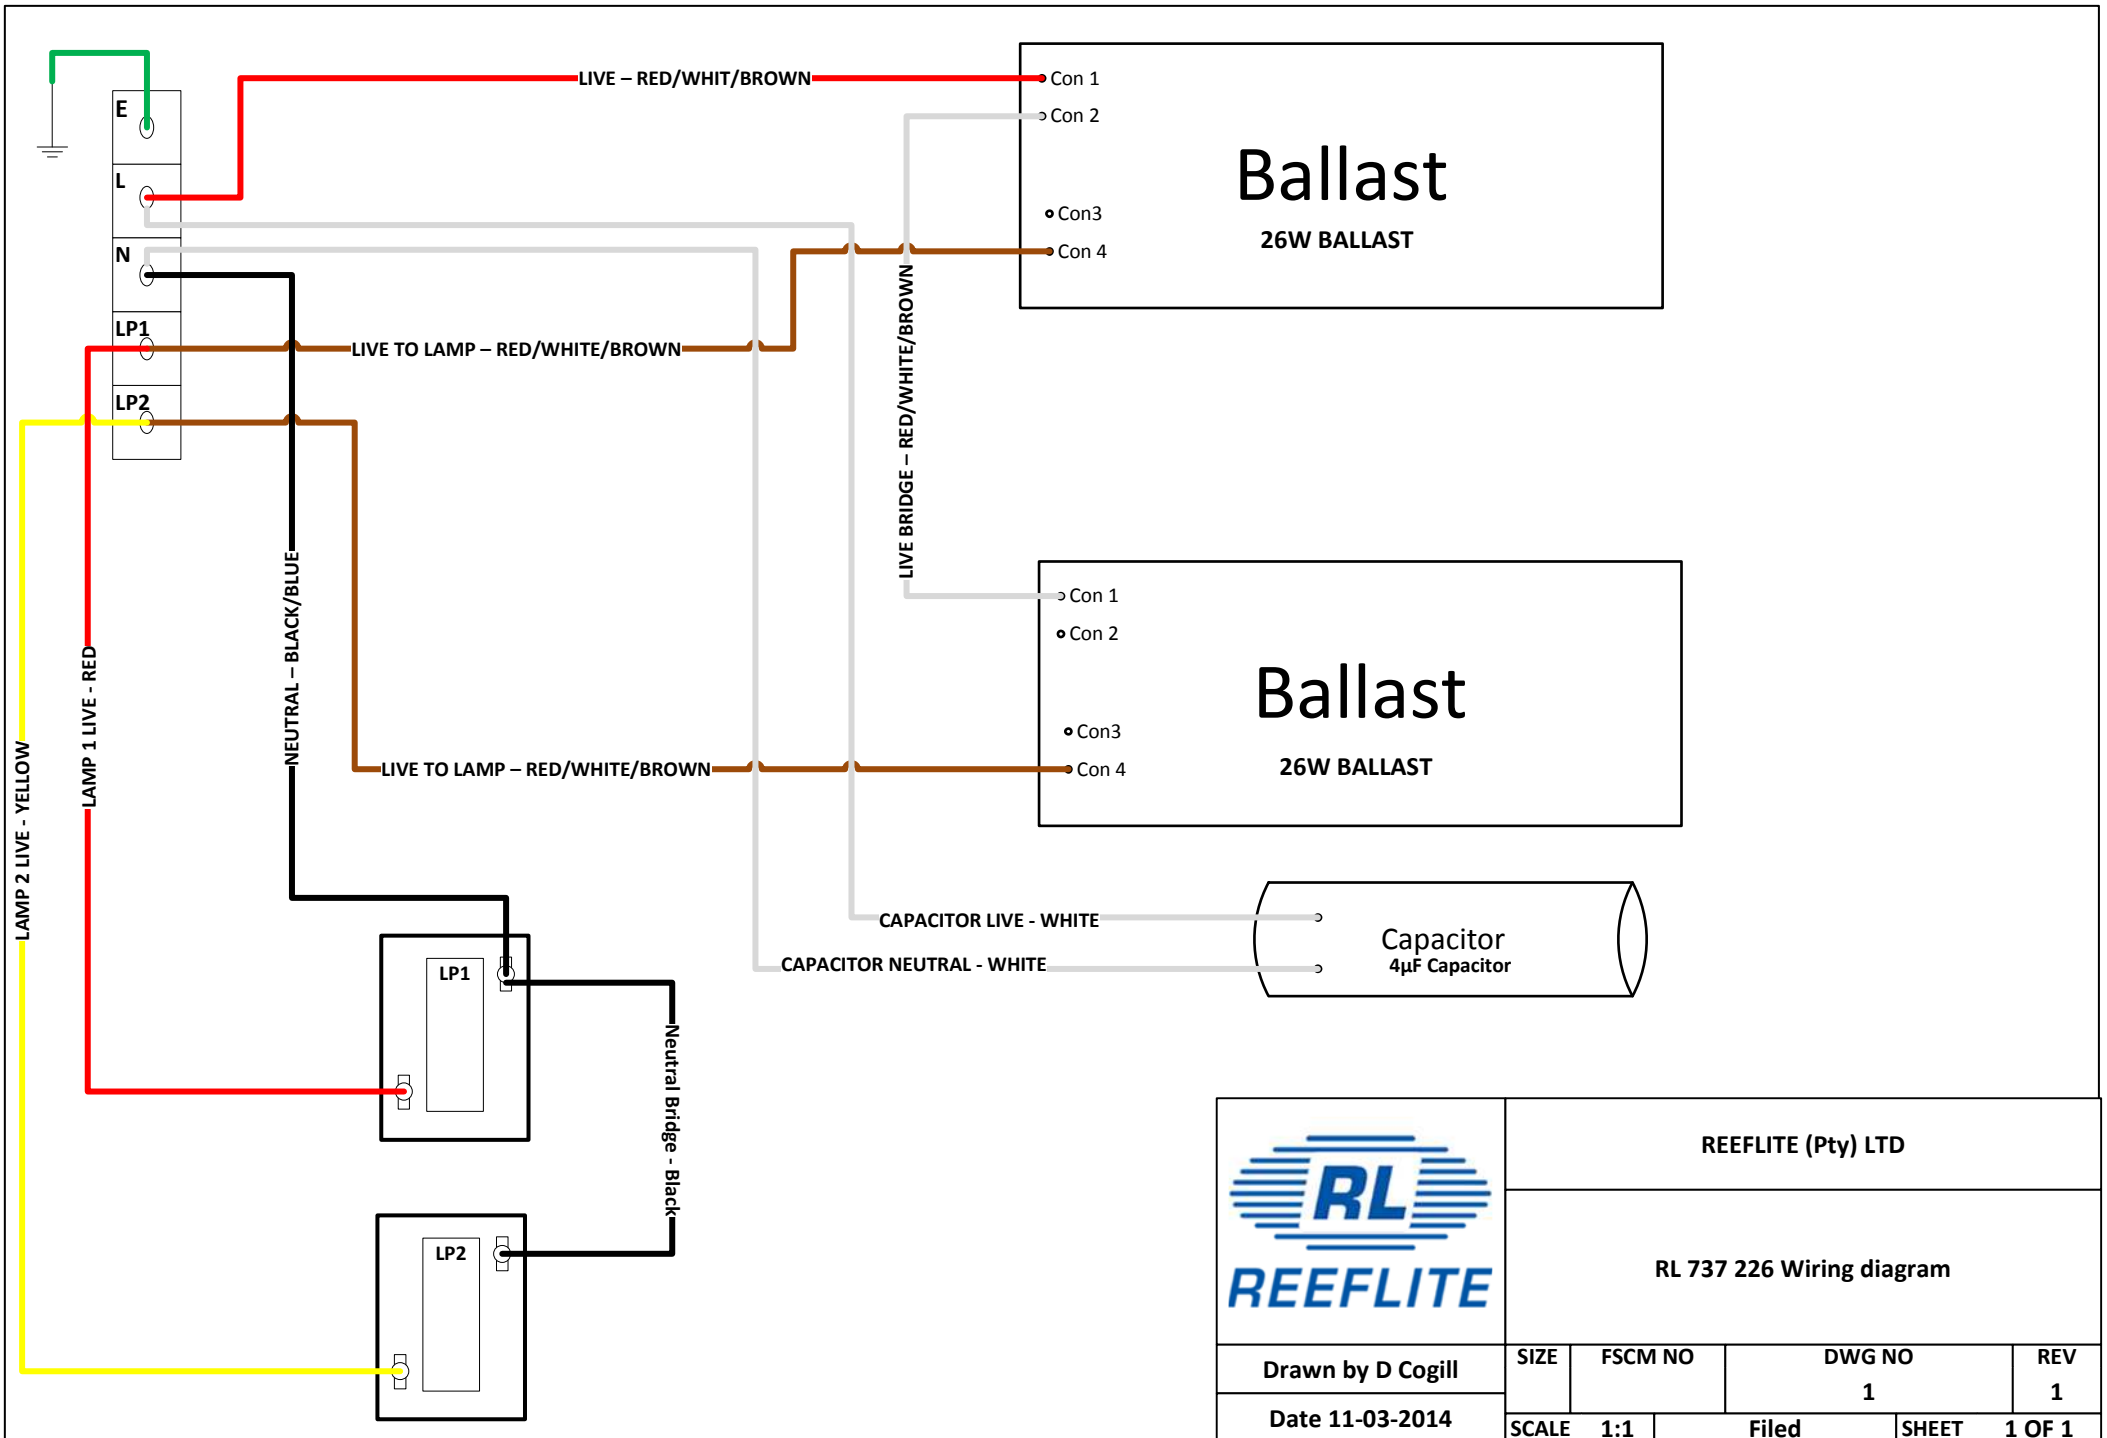 LIVE – RED/WHIT/BROWN
Con 1
Con 2
Ballast
26W BALLAST
Con3
Con 4
E
L
N
LP1
LP2
LIVE TO LAMP – RED/WHITE/BROWN
LIVE BRIDGE – RED/WHITE/BROWN
Con 1
Con 2
Ballast
26W BALLAST
Con3
Con 4
LIVE TO LAMP – RED/WHITE/BROWN
NEUTRAL – BLACK/BLUE
LAMP 1 LIVE - RED
LAMP 2 LIVE - YELLOW
CAPACITOR LIVE - WHITE
CAPACITOR NEUTRAL - WHITE
Capacitor
4µF Capacitor
LP1
Neutral Bridge - Black
LP2
RL
REEFLITE
REEFLITE (Pty) LTD
RL 737 226 Wiring diagram
Drawn by D Cogill
Date 11-03-2014
SIZE
FSCM NO
DWG NO
1
REV
1
SCALE 1:1
Filed
SHEET 1 OF 1